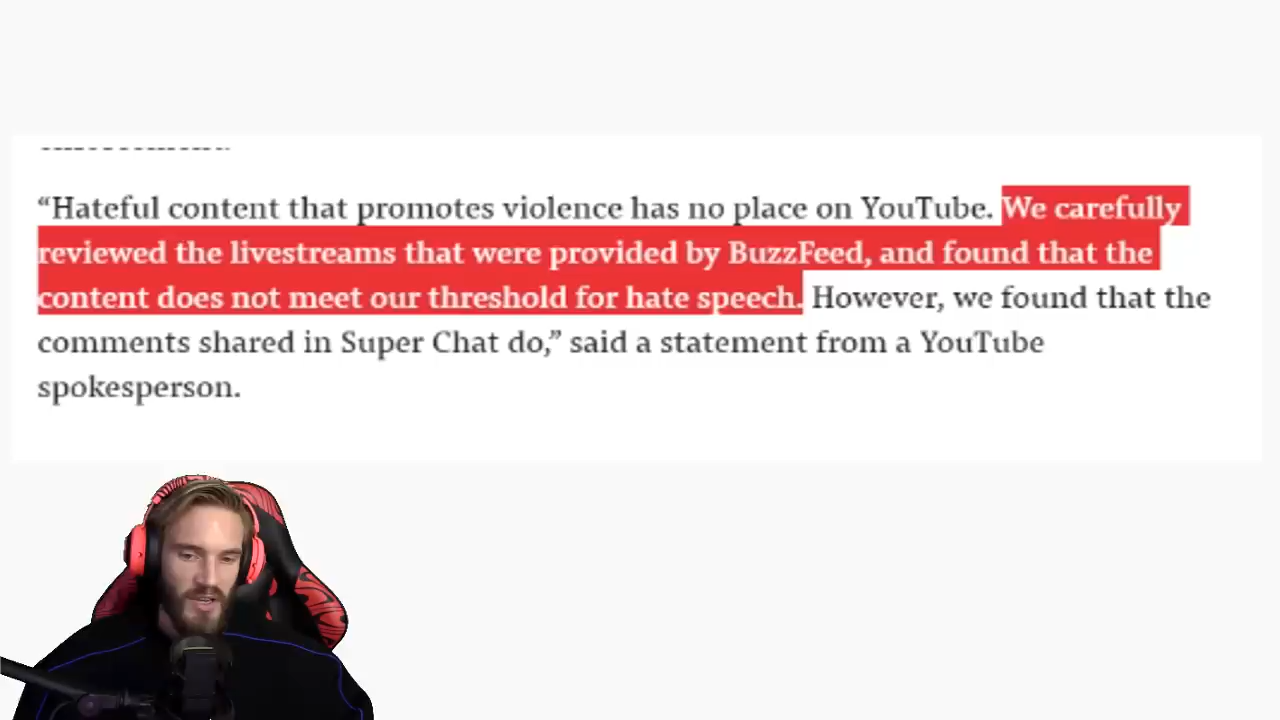 “Hateful content that promotes violence has no place on YouTube. We carefully
reviewed the livestreams that were provided by BuzzFeed, and found that the
content does not meet our threshold for hate speech. However, we found that the
comments shared in Super Chat do,” said a statement from a YouTube
spokesperson.